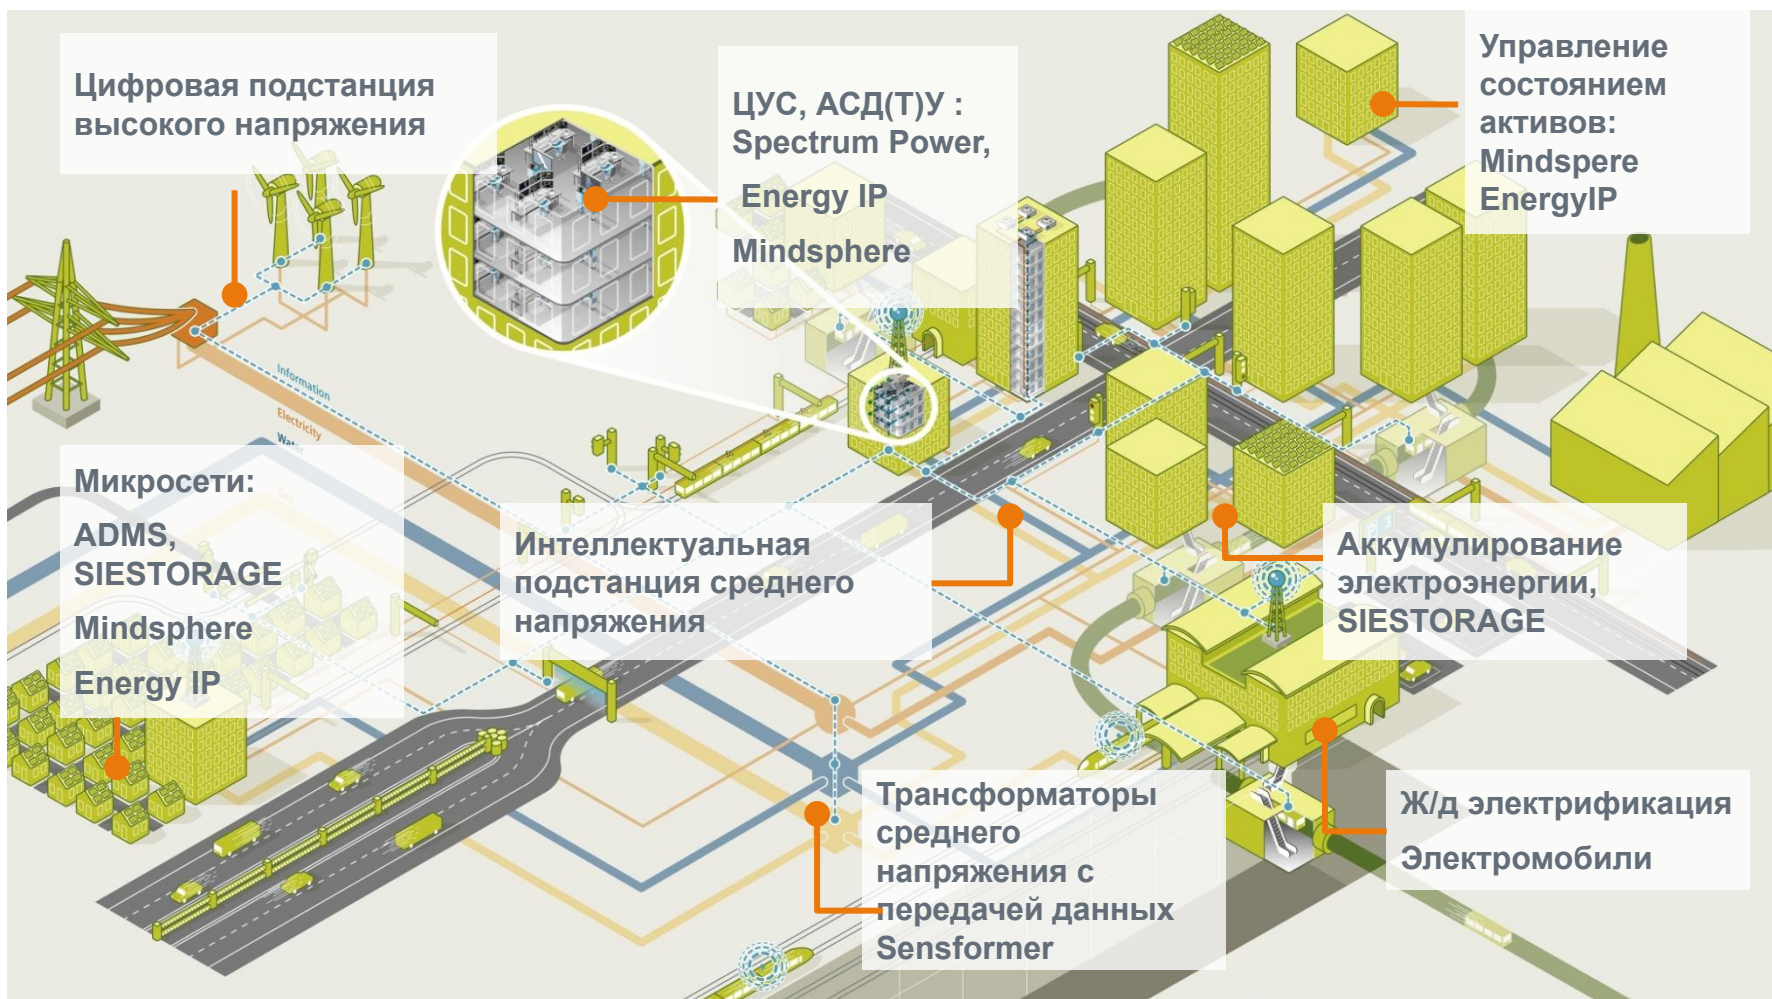 Цифровая подстанция
высокого напряжения
ЦУС, АСД(Т)У :
Spectrum Power,
Energy IP
Mindsphere
Управление
состоянием
активов:
Mindspere
EnergyIP
Information
Electricity
Water
Gas
Микросети:
ADMS,
SIESTORAGE
Mindsphere
Energy IP
Интеллектуальная
подстанция среднего
напряжения
Аккумулирование
электроэнергии,
SIESTORAGE
Трансформаторы
среднего
напряжения с
передачей данных
Sensformer
Ж/д электрификация
Электромобили